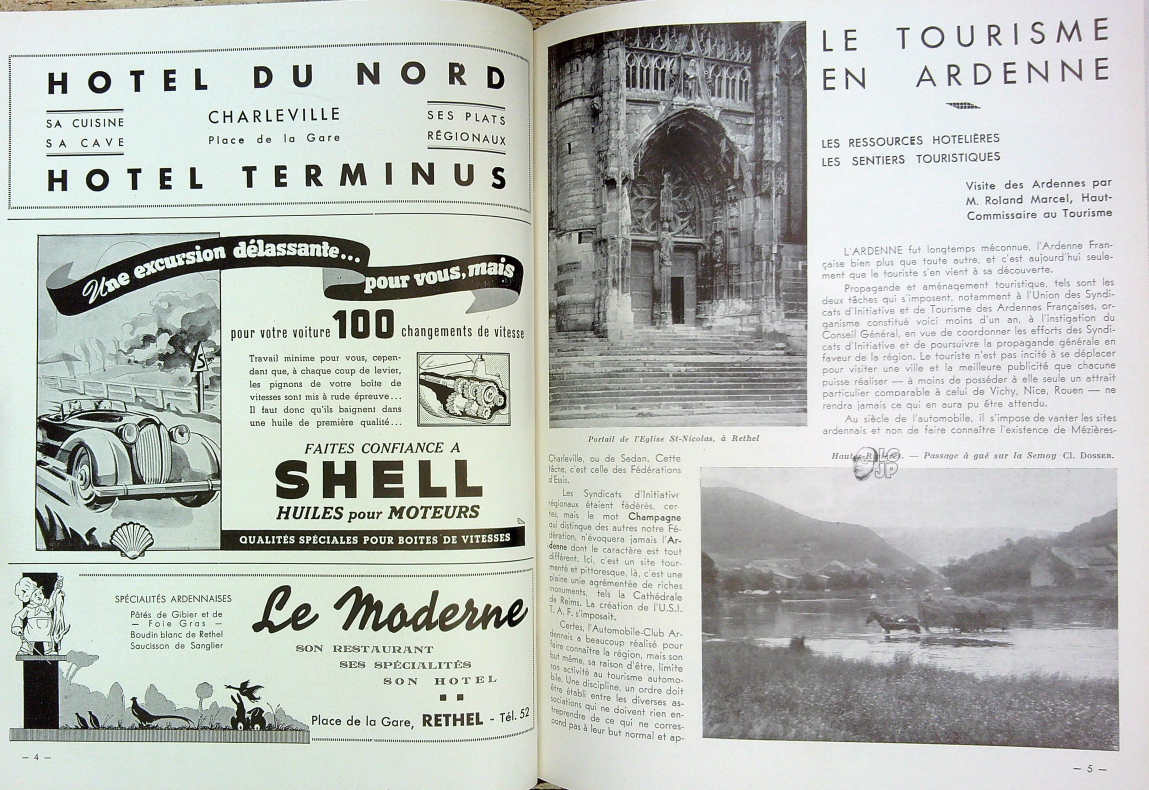 HOTEL DU NORD
SA CUISINE
SA CAVE
CHARLEVILLE
Place de la Gare
SES PLATS
RÉGIONAUX
HOTEL TERMINUS
Une excursion délassante...
pour vous, mais
pour votre voiture 100 changements de vitesse
Travail minime pour vous, cepen-
dant que, à chaque coup de levier,
les pignons de votre boîte de
vitesses sont mis à rude épreuve...
Il faut donc qu'ils baignent dans
une huile de première qualité...
FAITES CONFIANCE A
SHELL
HUILES pour MOTEURS
QUALITÉS SPÉCIALES POUR BOITES DE VITESSES
SPÉCIALITÉS ARDENNAISES
Pâtés de Gibier et de
— Foie Gras —
Boudin blanc de Rethel
Saucisson de Sanglier
Le Moderne
SON RESTAURANT
SES SPÉCIALITÉS
SON HOTEL
Place de la Gare, RETHEL - Tél. 52
— 4 —
LE TOURISME
EN ARDENNE
LES RESSOURCES HOTELIÈRES
LES SENTIERS TOURISTIQUES
Visite des Ardennes par
M. Roland Marcel, Haut-
Commissaire au Tourisme
L'ARDENNE fut longtemps méconnue, l'Ardenne Fran-
çaise bien plus que toute autre, et c'est aujourd'hui seule-
ment que le touriste s'en vient à sa découverte.
Propagande et aménagement touristique, tels sont les
deux tâches qui s'imposent, notamment à l'Union des Syndi-
cats d'Initiative et de Tourisme des Ardennes Françaises, or-
ganisme constitué voici moins d'un an, à l'instigation du
Conseil Général, en vue de coordonner les efforts des Syndi-
cats d'Initiative et de poursuivre la propagande générale en
faveur de la région. Le touriste n'est pas incité à se déplacer
pour visiter une ville et la meilleure publicité que chacune
puisse réaliser — à moins de posséder à elle seule un attrait
particulier comparable à celui de Vichy, Nice, Rouen — ne
rendra jamais ce qui en aura pu être attendu.
Au siècle de l'automobile, il s'impose de vanter les sites
ardennais et non de faire connaître l'existence de Mézières-
Portail de l'Eglise St-Nicolas, à Rethel
Charleville, ou de Sedan. Cette
tâche, c'est celle des Fédérations
d'Essis.
Les Syndicats d'Initiativr
régionaux étaient fédérés, cer-
tes, mais le mot Champagne
qui distingue des autres notre Fé-
dération, n'évoquera jamais l'Ar-
denne dont le caractère est tout
différent. Ici, c'est un site tour-
menté et pittoresque, là, c'est une
plaine unie agrémentée de riches
monuments, tels la Cathédrale
de Reims. La création de l'U.S.I.
T. A. F. s'imposait.
Certes, l'Automobile-Club Ar-
dennais a beaucoup réalisé pour
faire connaître la région, mais son
but même, sa raison d'être, limite
son activité au tourisme automo-
bile. Une discipline, un ordre doit
être établi entre les diverses as-
sociations qui ne doivent rien en-
treprendre de ce qui ne corres-
pond pas à leur but normal et ap-
Hautes-Rivières. — Passage à gué sur la Semoy Cl. DOSSER.
JP
— 5 —